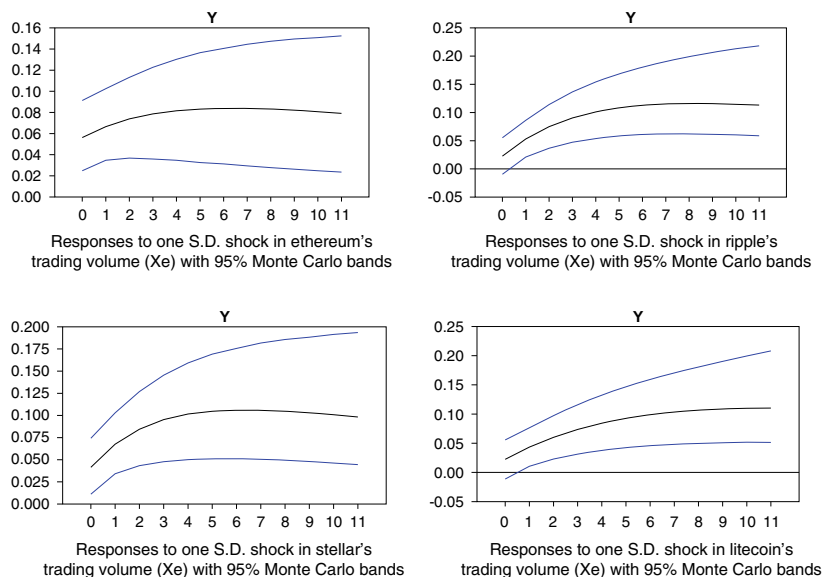 Y
0.16
0.14
0.12
0.10
0.08
0.06
0.04
0.02
0.00
0 1 2 3 4 5 6 7 8 9 10 11
Responses to one S.D. shock in ethereum's
trading volume (Xe) with 95% Monte Carlo bands
Y
0.25
0.20
0.15
0.10
0.05
0.00
-0.05
0 1 2 3 4 5 6 7 8 9 10 11
Responses to one S.D. shock in ripple's
trading volume (Xe) with 95% Monte Carlo bands
Y
0.200
0.175
0.150
0.125
0.100
0.075
0.050
0.025
0.000
0 1 2 3 4 5 6 7 8 9 10 11
Responses to one S.D. shock in stellar's
trading volume (Xe) with 95% Monte Carlo bands
Y
0.25
0.20
0.15
0.10
0.05
0.00
-0.05
0 1 2 3 4 5 6 7 8 9 10 11
Responses to one S.D. shock in litecoin's
trading volume (Xe) with 95% Monte Carlo bands